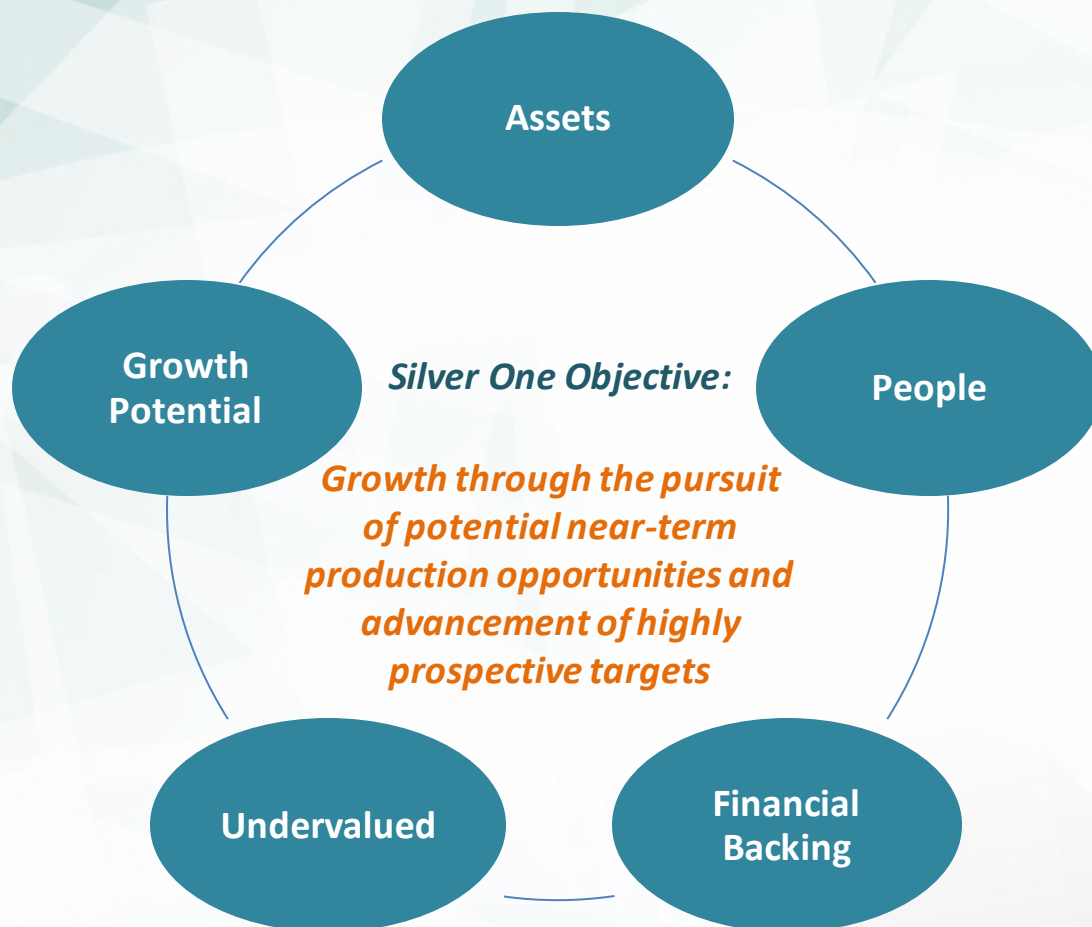 Assets
Growth
Potential
Silver One Objective:
People
Growth through the pursuit
of potential near-term
production opportunities and
advancement of highly
prospective targets
Undervalued
Financial
Backing